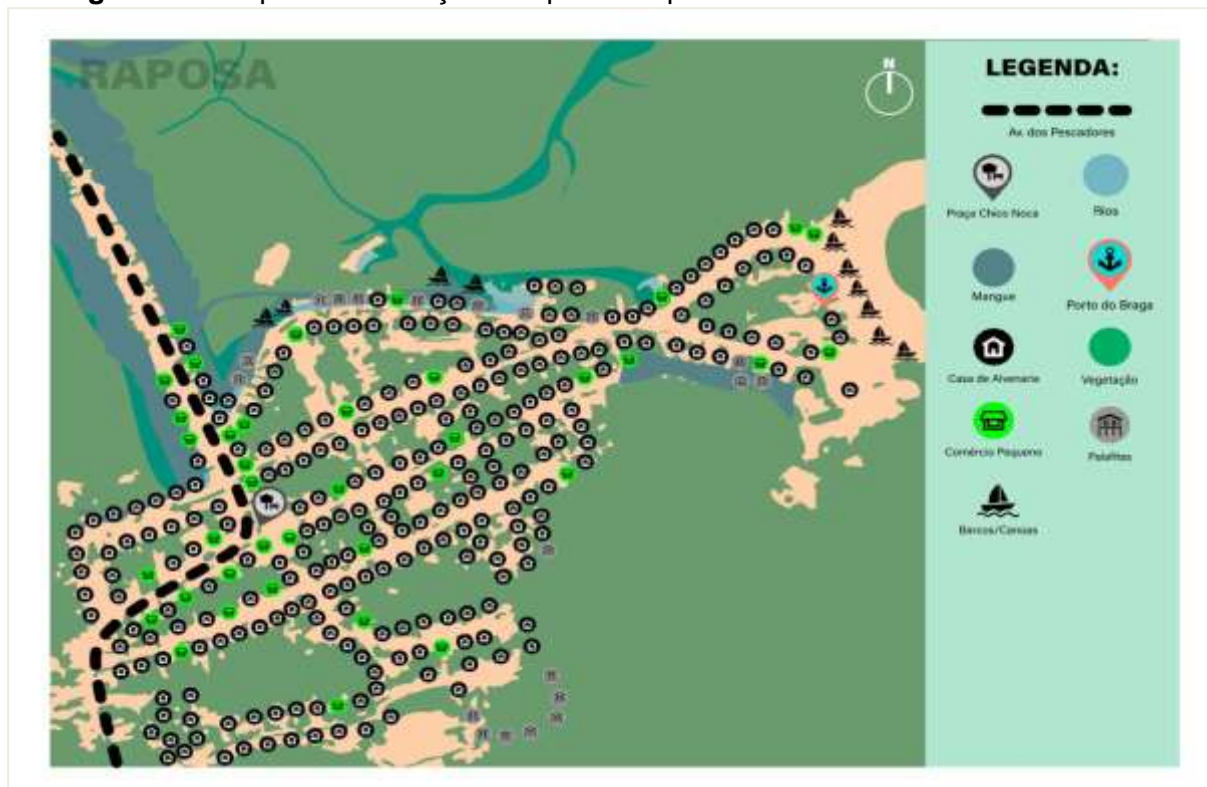 RAPOSA
N
LEGENDA:
Av. dos Pescadores
Praça Chico Noca
Rios
Mangue
Porto do Braga
Casa de Alvenaria
Vegetação
Comércio Pequeno
Palafitas
Barcos/Canoas